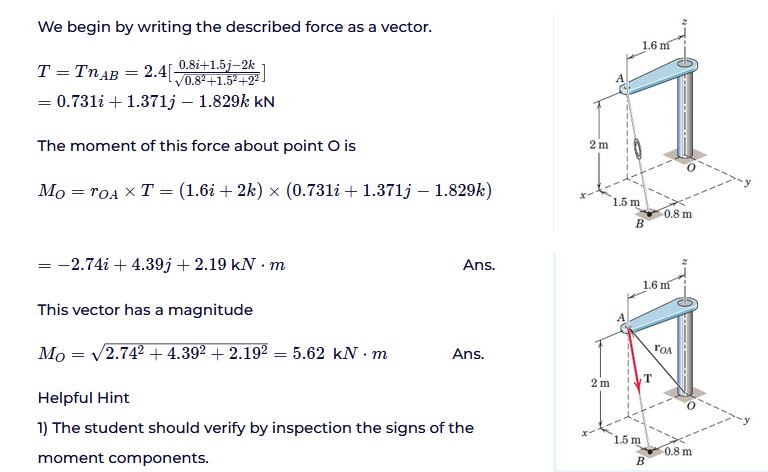 We begin by writing the described force as a vector.
T = Tn_AB = 2.4[ (0.8i+1.5j−2k) / √(0.8²+1.5²+2²) ]
= 0.731i + 1.371j − 1.829k kN
The moment of this force about point O is
M_O = r_OA × T = (1.6i + 2k) × (0.731i + 1.371j − 1.829k)
= −2.74i + 4.39j + 2.19 kN · m Ans.
This vector has a magnitude
M_O = √(2.74² + 4.39² + 2.19²) = 5.62 kN · m Ans.
Helpful Hint
1) The student should verify by inspection the signs of the
moment components.
z
1.6 m
A
2 m
O
x
y
1.5 m
0.8 m
B
z
1.6 m
A
r_OA
T
2 m
O
y
x
1.5 m
0.8 m
B